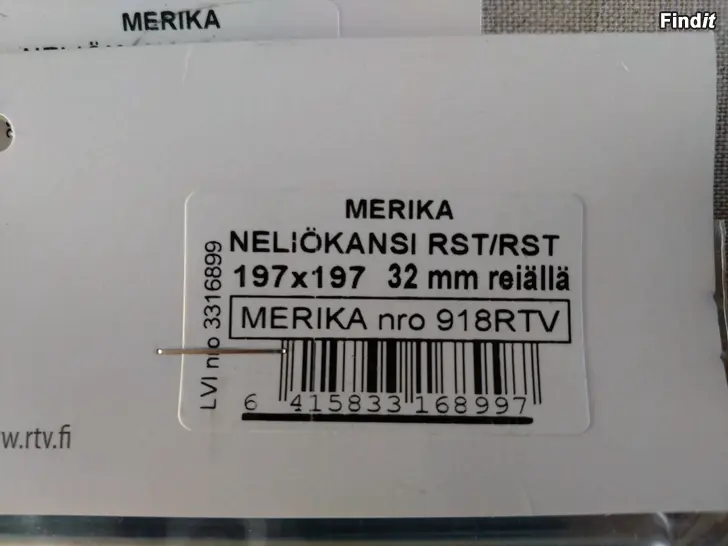 Findit
MERIKA
MERIKA
NELIÖKANSI RST/RST
197x197 32 mm reiällä
MERIKA nro 918RTV
LVI nro 3316899
6 415833 168997
w.rtv.fi